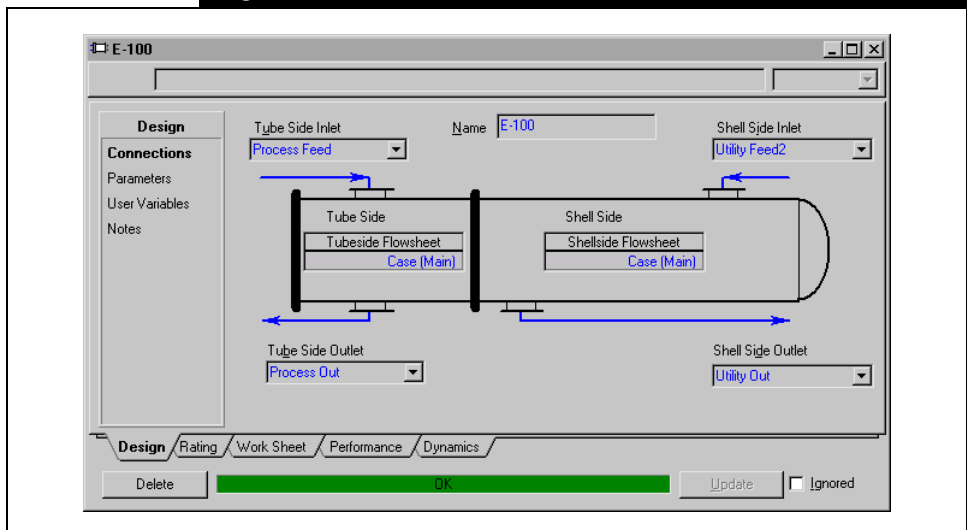 E-100
Design
Connections
Parameters
User Variables
Notes
Tube Side Inlet
Process Feed
Name E-100
Shell Side Inlet
Utility Feed2
Tube Side
Tubeside Flowsheet
Case (Main)
Shell Side
Shellside Flowsheet
Case (Main)
Tube Side Outlet
Process Out
Shell Side Outlet
Utility Out
Design Rating Work Sheet Performance Dynamics
Delete OK Update Ignored